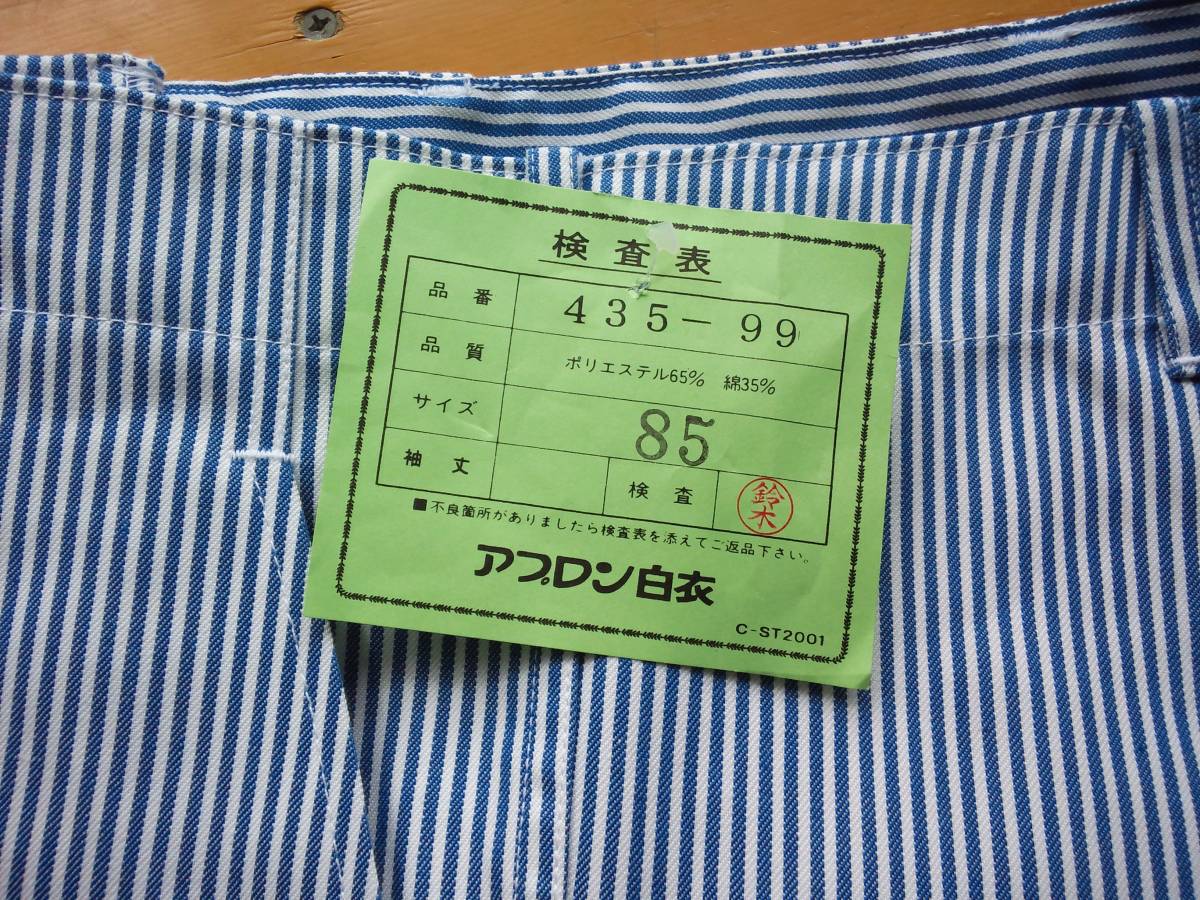 検査表
品番 435-99
品質 ポリエステル65% 綿35%
サイズ 85
袖丈 検査 鈴木
■不良箇所がありましたら検査表を添えてご返品下さい。
アプロン白衣
C-ST2001